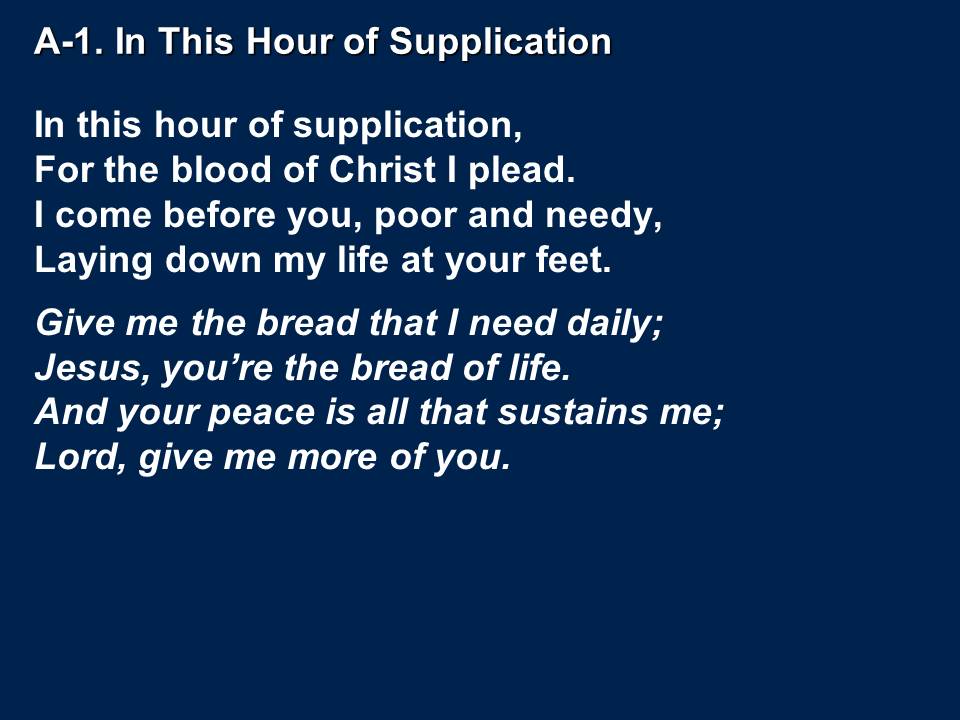 A-1. In This Hour of Supplication
In this hour of supplication,
For the blood of Christ I plead.
I come before you, poor and needy,
Laying down my life at your feet.
Give me the bread that I need daily;
Jesus, you’re the bread of life.
And your peace is all that sustains me;
Lord, give me more of you.